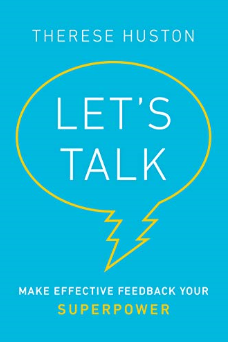 THERESE HUSTON
LET'S
TALK
MAKE EFFECTIVE FEEDBACK YOUR
SUPERPOWER